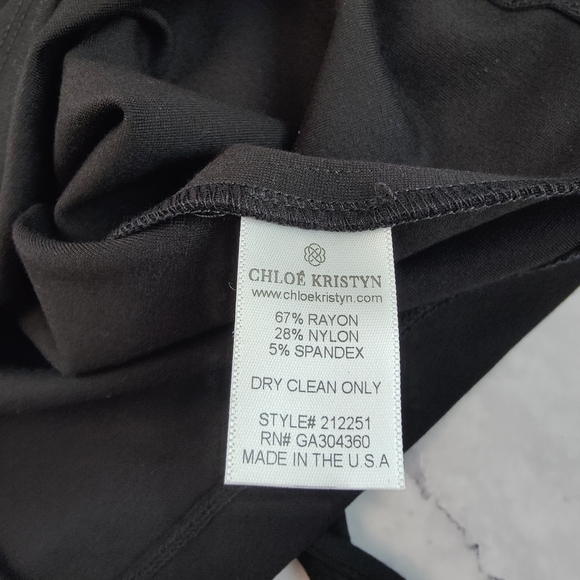 CHLOÉ KRISTYN
www.chloekristyn.com
67% RAYON
28% NYLON
5% SPANDEX
DRY CLEAN ONLY
STYLE# 212251
RN# GA304360
MADE IN THE U.S.A